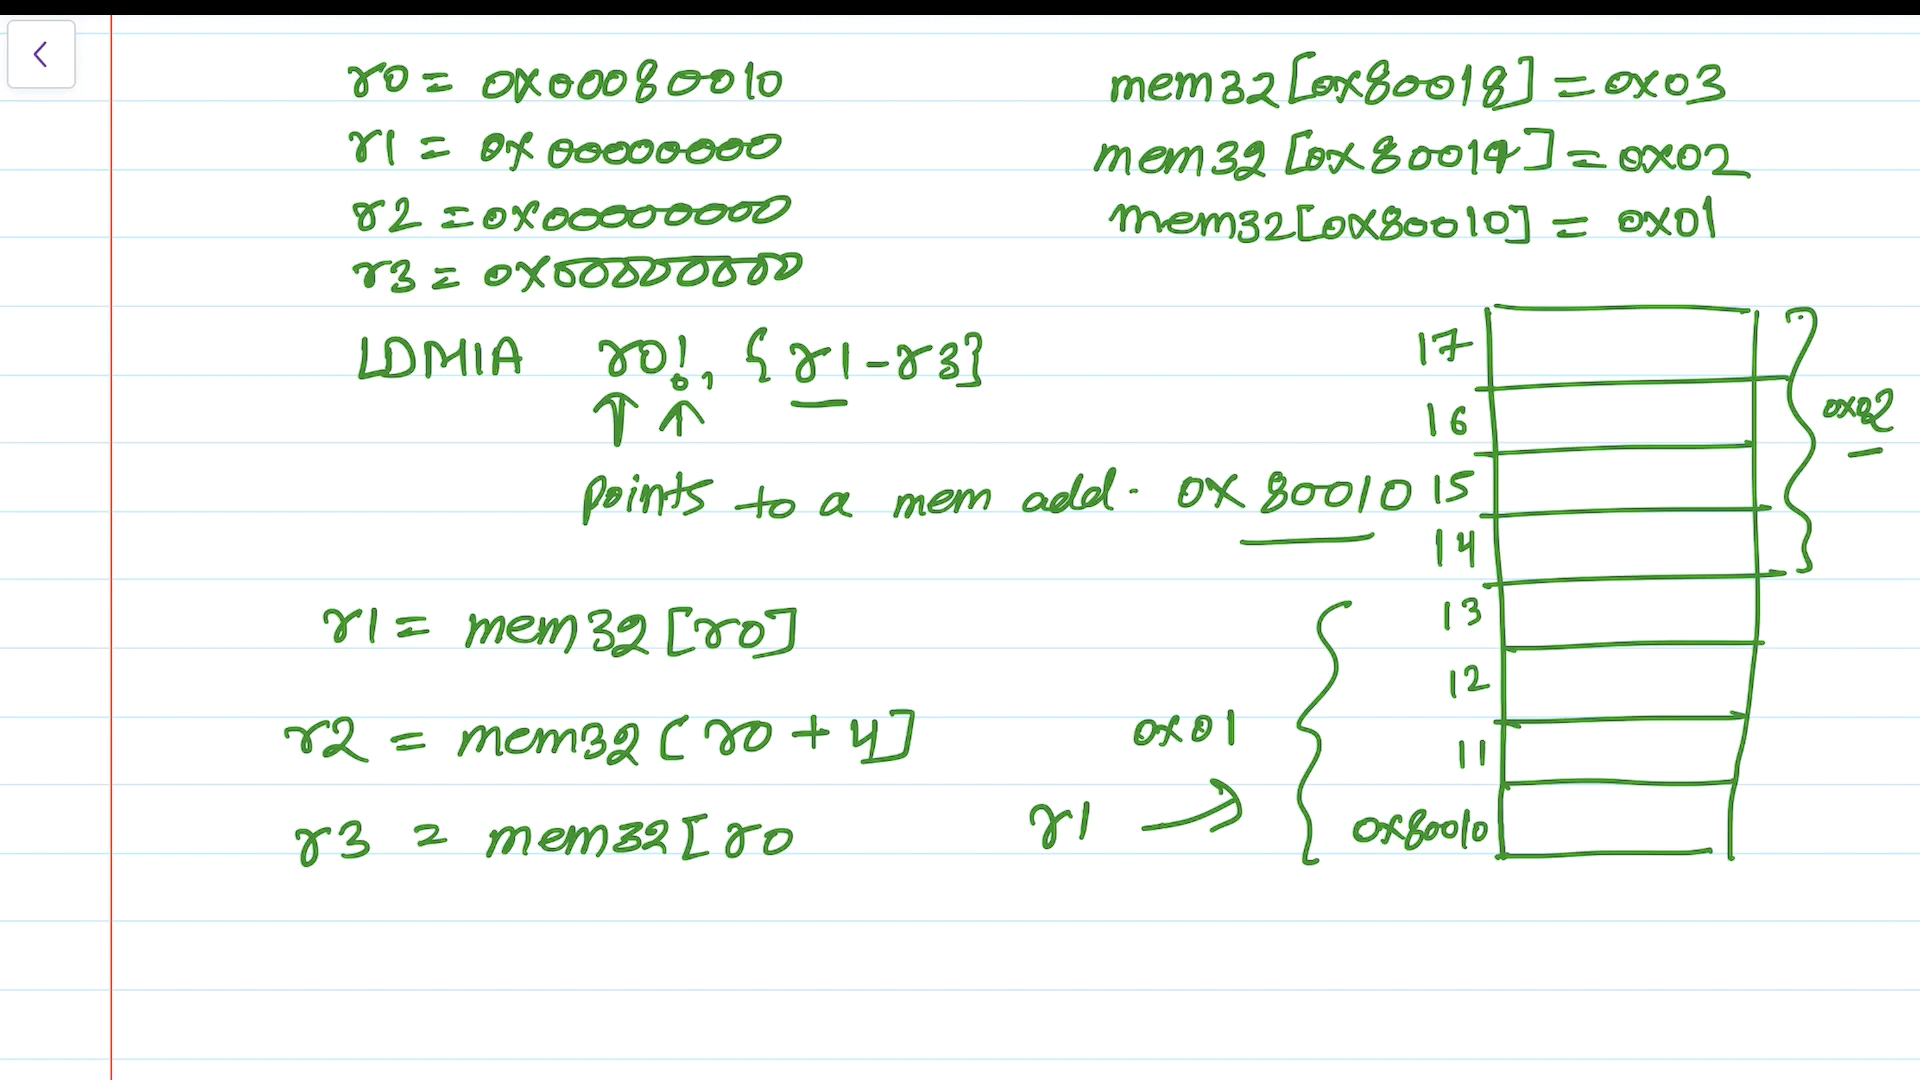 r0 = 0x00080010
r1 = 0x00000000
r2 = 0x00000000
r3 = 0x00000000
mem32[0x80018] = 0x03
mem32[0x80014] = 0x02
mem32[0x80010] = 0x01
LDMIA r0!, {r1-r3}
points to a mem add. 0x80010
r1 = mem32[r0]
r2 = mem32[r0+4]
r3 = mem32[r0
0x01
r1
17
16
15
14
13
12
11
0x80010
0x02